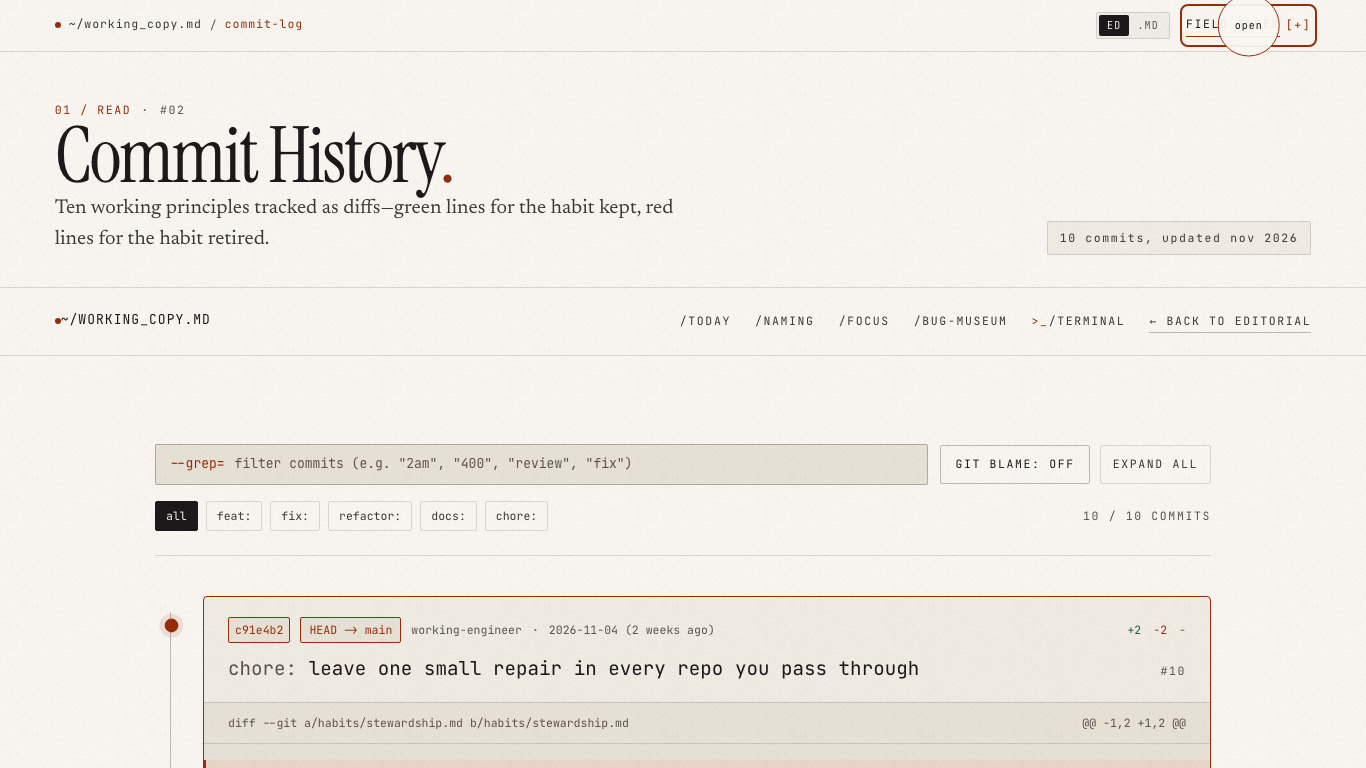 ~/working_copy.md / commit-log
ED .MD
open [+]
01 / READ · #02
Commit History.
Ten working principles tracked as diffs—green lines for the habit kept, red
lines for the habit retired.
10 commits, updated nov 2026
~/WORKING_COPY.MD
/TODAY /NAMING /FOCUS /BUG-MUSEUM >_/TERMINAL ← BACK TO EDITORIAL
--grep= filter commits (e.g. "2am", "400", "review", "fix")
GIT BLAME: OFF
EXPAND ALL
all feat: fix: refactor: docs: chore:
10 / 10 COMMITS
c91e4b2 HEAD → main working-engineer · 2026-11-04 (2 weeks ago) +2 -2 -
chore: leave one small repair in every repo you pass through #10
diff --git a/habits/stewardship.md b/habits/stewardship.md @@ -1,2 +1,2 @@